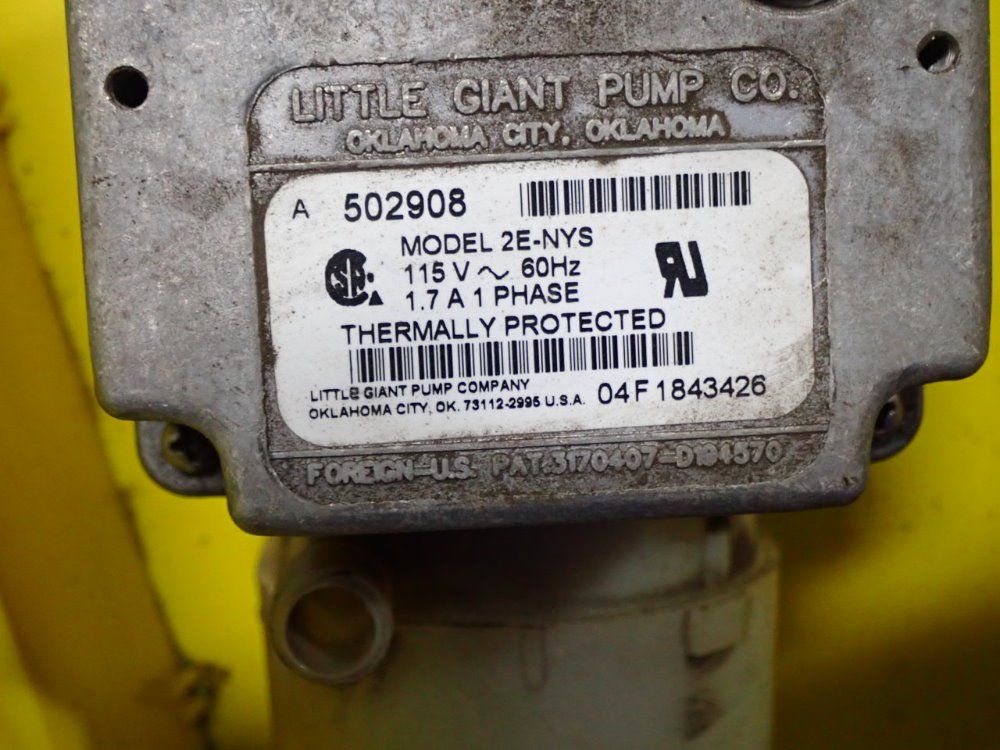 LITTLE GIANT PUMP CO.
OKLAHOMA CITY, OKLAHOMA
A 502908
MODEL 2E-NYS
115 V ~ 60Hz
1.7 A 1 PHASE
THERMALLY PROTECTED
LITTLE GIANT PUMP COMPANY
OKLAHOMA CITY, OK. 73112-2995 U.S.A. 04F1843426
FOREIGN-U.S. PAT.3170407-D184570